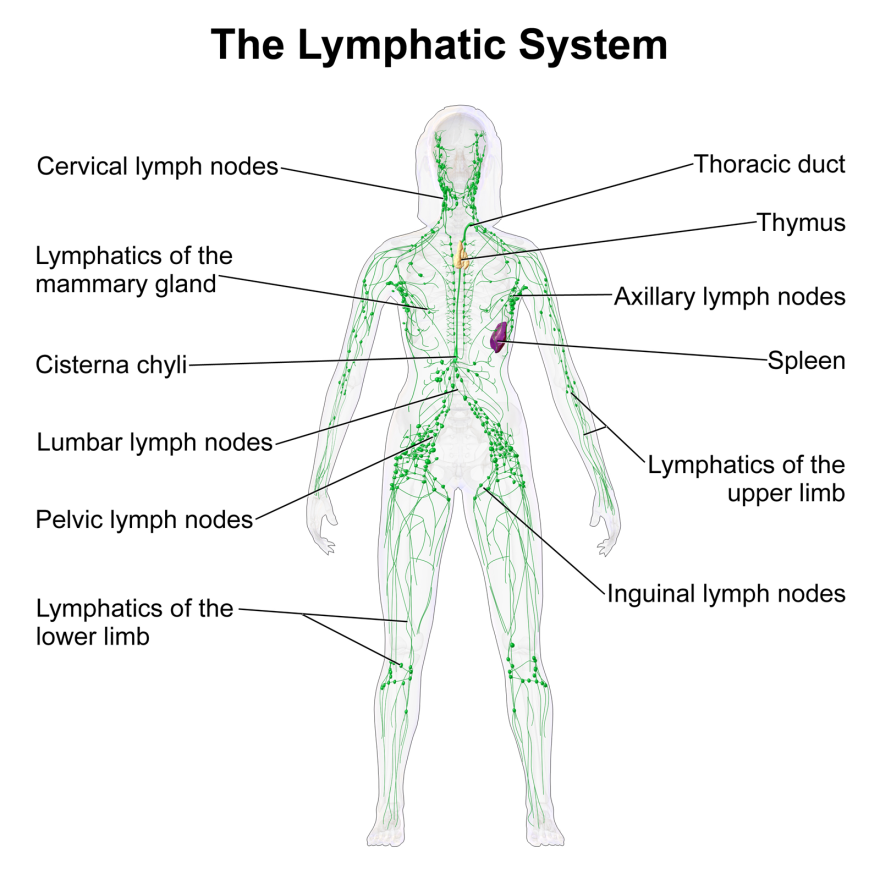 The Lymphatic System
Cervical lymph nodes
Lymphatics of the
mammary gland
Cisterna chyli
Lumbar lymph nodes
Pelvic lymph nodes
Lymphatics of the
lower limb
Thoracic duct
Thymus
Axillary lymph nodes
Spleen
Lymphatics of the
upper limb
Inguinal lymph nodes